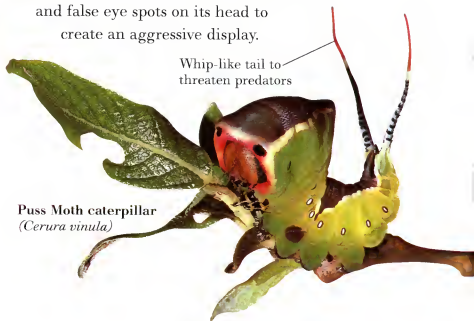 and false eye spots on its head to
create an aggressive display.
Whip-like tail to
threaten predators
Puss Moth caterpillar
(Cerura vinula)